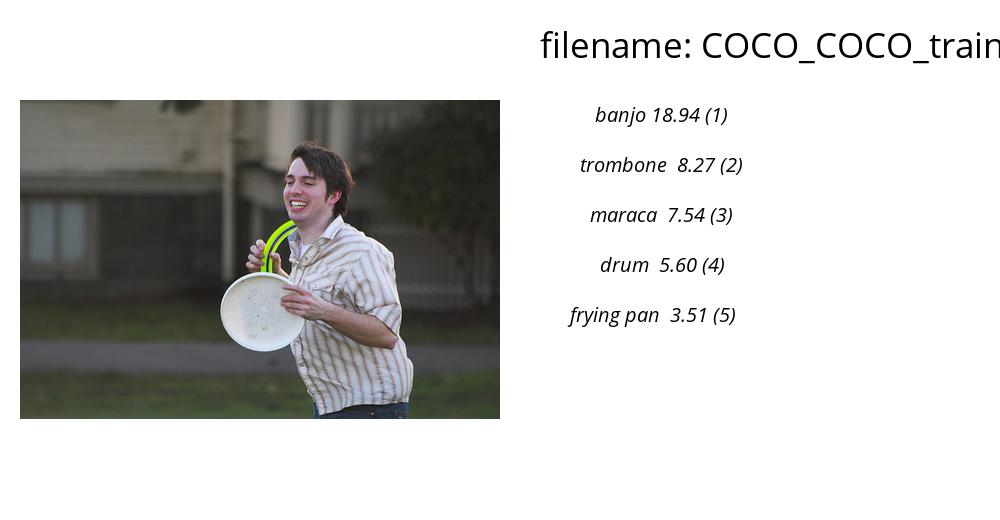 filename: COCO_COCO_train
banjo 18.94 (1)
trombone 8.27 (2)
maraca 7.54 (3)
drum 5.60 (4)
frying pan 3.51 (5)